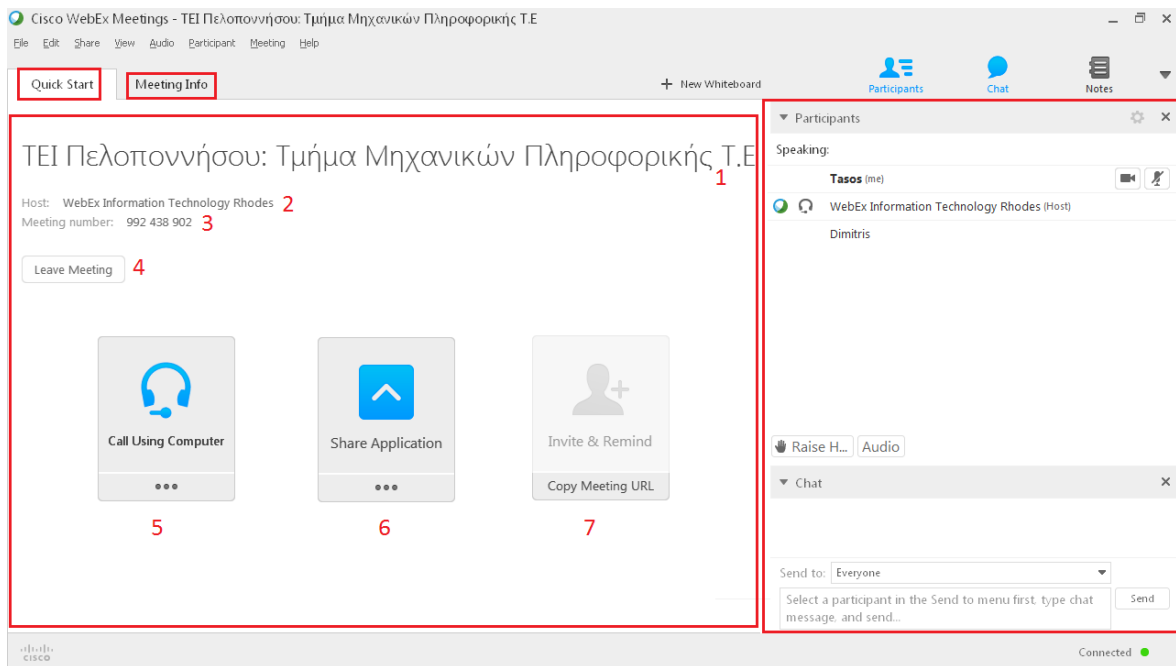 Cisco WebEx Meetings - ΤΕΙ Πελοποννήσου: Τμήμα Μηχανικών Πληροφορικής Τ.Ε
File Edit Share View Audio Participant Meeting Help
Quick Start Meeting Info + New Whiteboard Participants Chat Notes
Participants
Speaking:
ΤΕΙ Πελοποννήσου: Τμήμα Μηχανικών Πληροφορικής Τ.Ε
1
Tasos (me)
Host: WebEx Information Technology Rhodes 2
WebEx Information Technology Rhodes (Host)
Meeting number: 992 438 902 3
Dimitris
Leave Meeting 4
Call Using Computer
Share Application
Invite & Remind
Copy Meeting URL
5 6 7
Raise H... Audio
Chat
Send to: Everyone
Select a participant in the Send to menu first, type chat
message, and send...
Send
CISCO
Connected